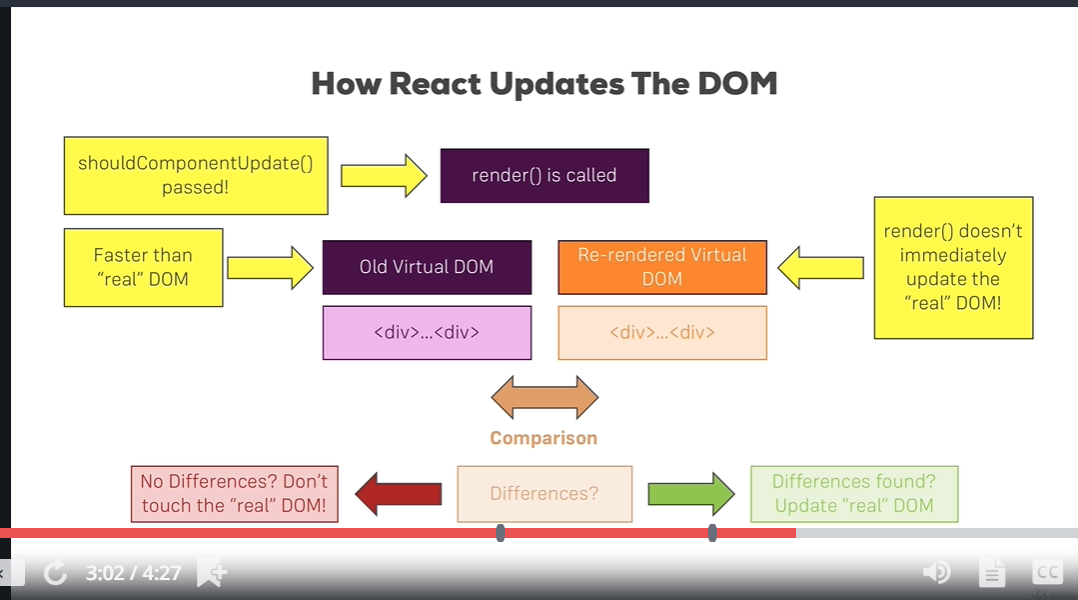 How React Updates The DOM
shouldComponentUpdate()
passed!
render() is called
Faster than
“real” DOM
Old Virtual DOM
Re-rendered Virtual
DOM
render() doesn’t
immediately
update the
“real” DOM!
<div>...<div>
<div>...<div>
Comparison
No Differences? Don’t
touch the “real” DOM!
Differences?
Differences found?
Update “real” DOM
3:02 / 4:27
CC